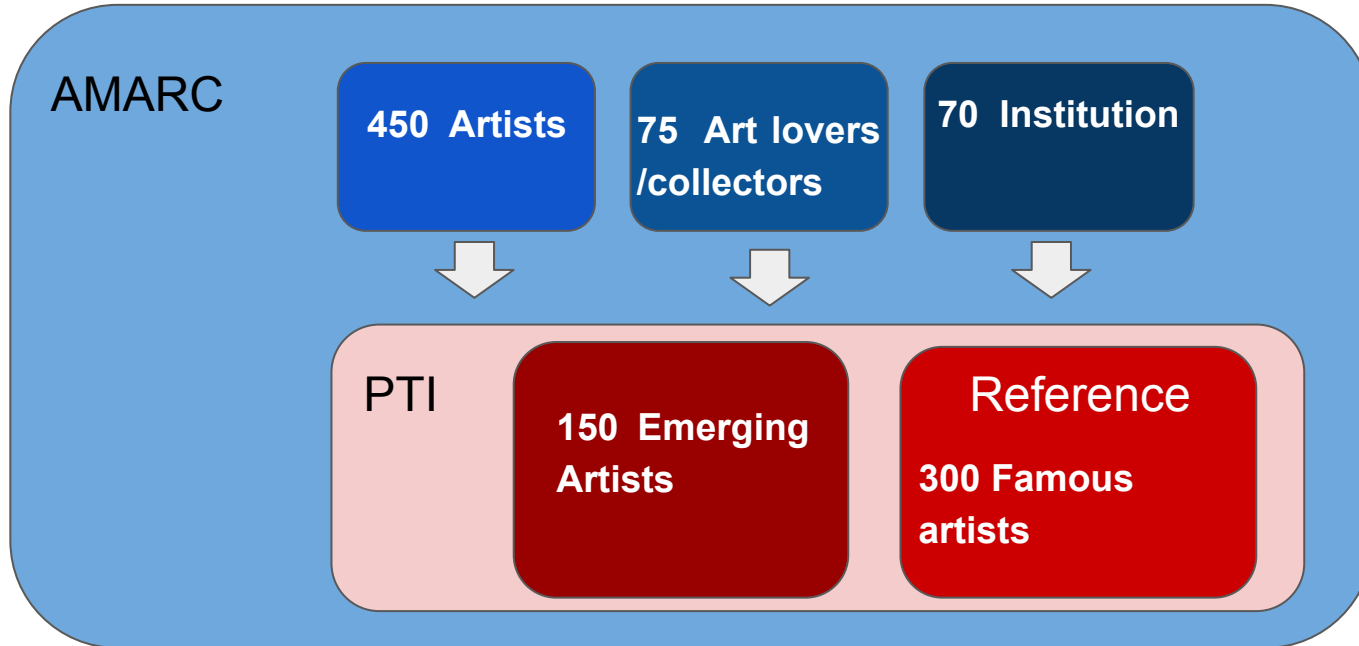 AMARC
450 Artists
75 Art lovers
/collectors
70 Institution
PTI
150 Emerging
Artists
Reference
300 Famous
artists